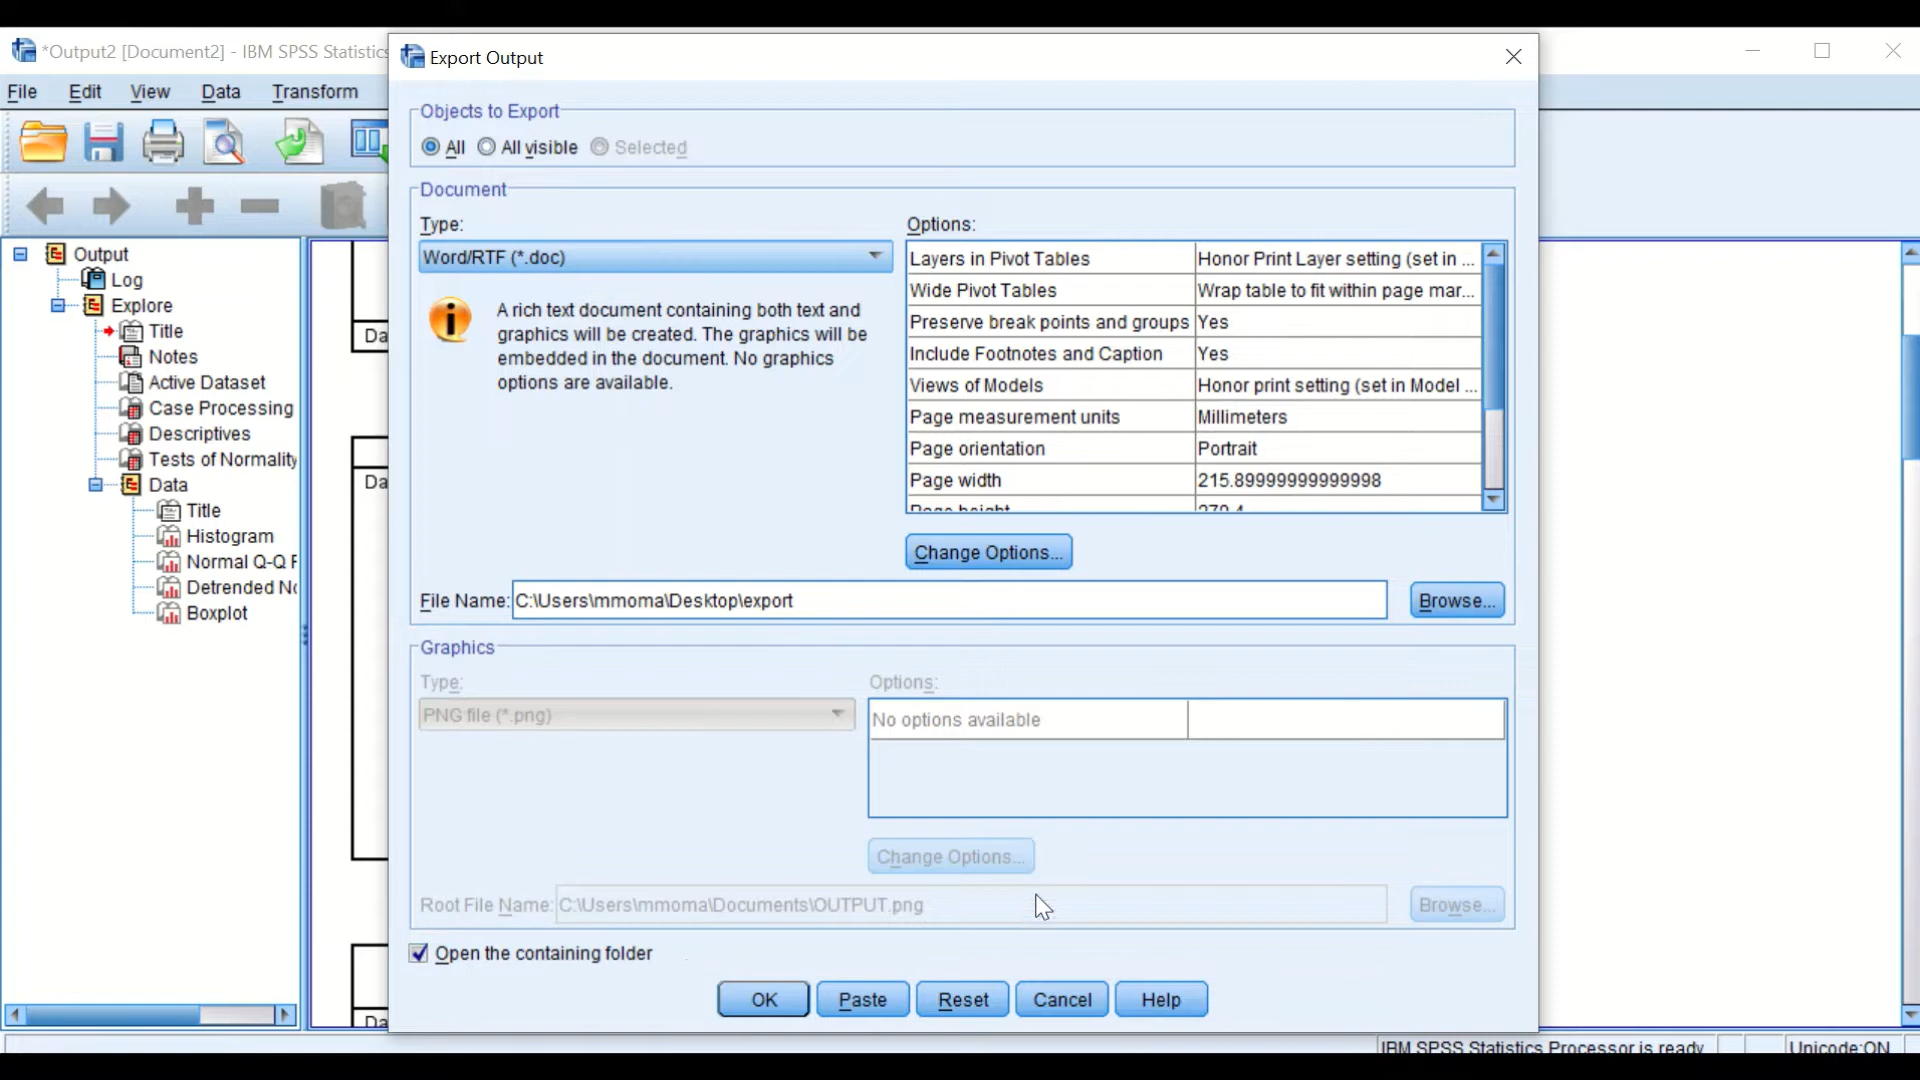 *Output2 [Document2] - IBM SPSS Statistics
Export Output
File Edit View Data Transform
Objects to Export
All All visible Selected
Document
Type:
Word/RTF (*.doc)
A rich text document containing both text and
graphics will be created. The graphics will be
embedded in the document. No graphics
options are available.
Options:
Layers in Pivot Tables Honor Print Layer setting (set in ...
Wide Pivot Tables Wrap table to fit within page mar...
Preserve break points and groups Yes
Include Footnotes and Caption Yes
Views of Models Honor print setting (set in Model ...
Page measurement units Millimeters
Page orientation Portrait
Page width 215.89999999999998
Page height 279.4
Change Options...
File Name: C:\Users\mmoma\Desktop\export
Browse...
Graphics
Type:
PNG file (*.png)
Options:
No options available
Change Options...
Root File Name: C:\Users\mmoma\Documents\OUTPUT.png
Browse...
Open the containing folder
OK Paste Reset Cancel Help
Output
Log
Explore
Title
Notes
Active Dataset
Case Processing
Descriptives
Tests of Normality
Data
Title
Histogram
Normal Q-Q
Detrended
Boxplot
Da
Da
Da
IBM SPSS Statistics Processor is ready
Unicode:ON